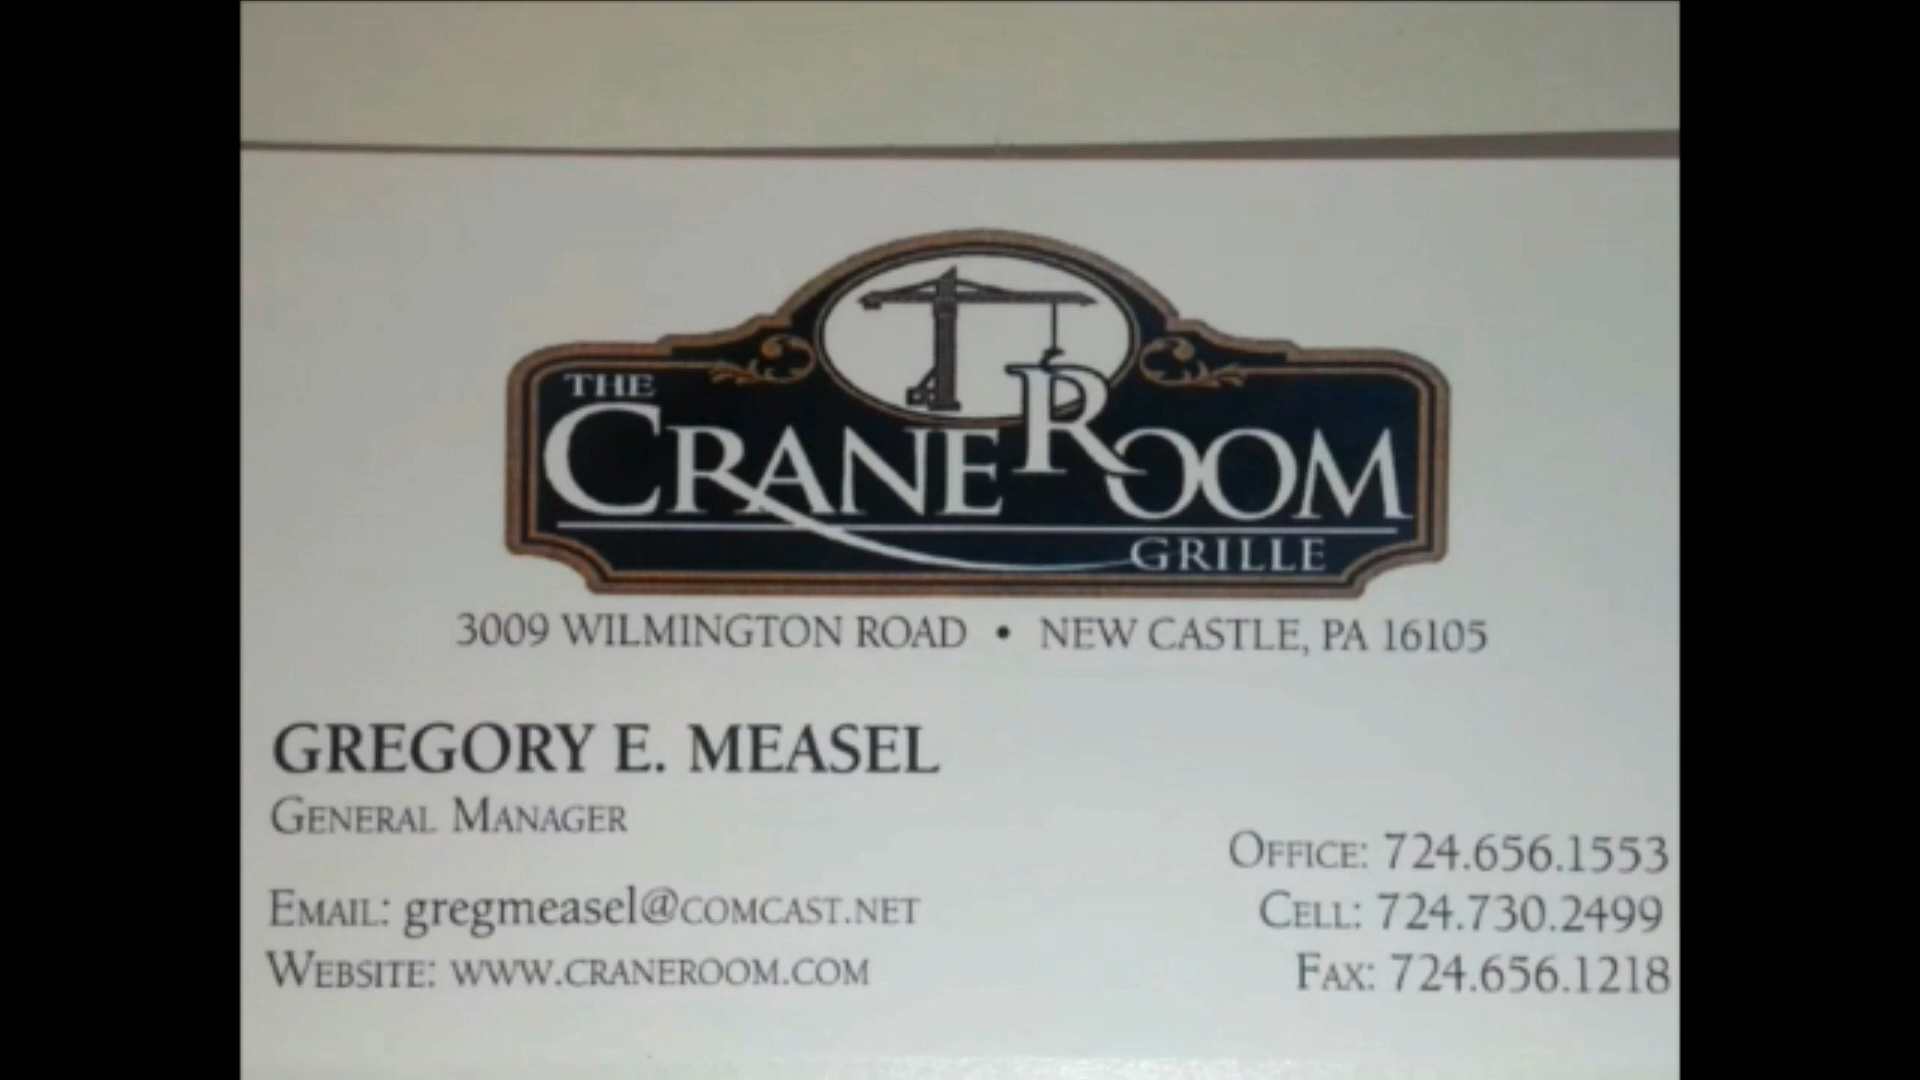 THE
CRANE ROOM
GRILLE
3009 WILMINGTON ROAD • NEW CASTLE, PA 16105
GREGORY E. MEASEL
GENERAL MANAGER
EMAIL: gregmeasel@COMCAST.NET
WEBSITE: WWW.CRANEROOM.COM
OFFICE: 724.656.1553
CELL: 724.730.2499
FAX: 724.656.1218